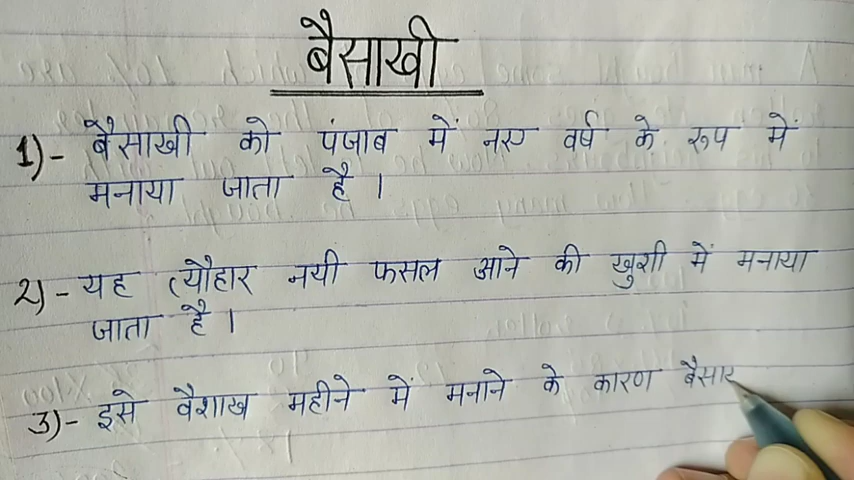 बैसाखी
1)- बैसाखी को पंजाब में नए वर्ष के रूप में
मनाया जाता है ।
2)- यह त्यौहार नयी फसल आने की खुशी में मनाया
जाता है ।
3)- इसे वैशाख महीने में मनाने के कारण